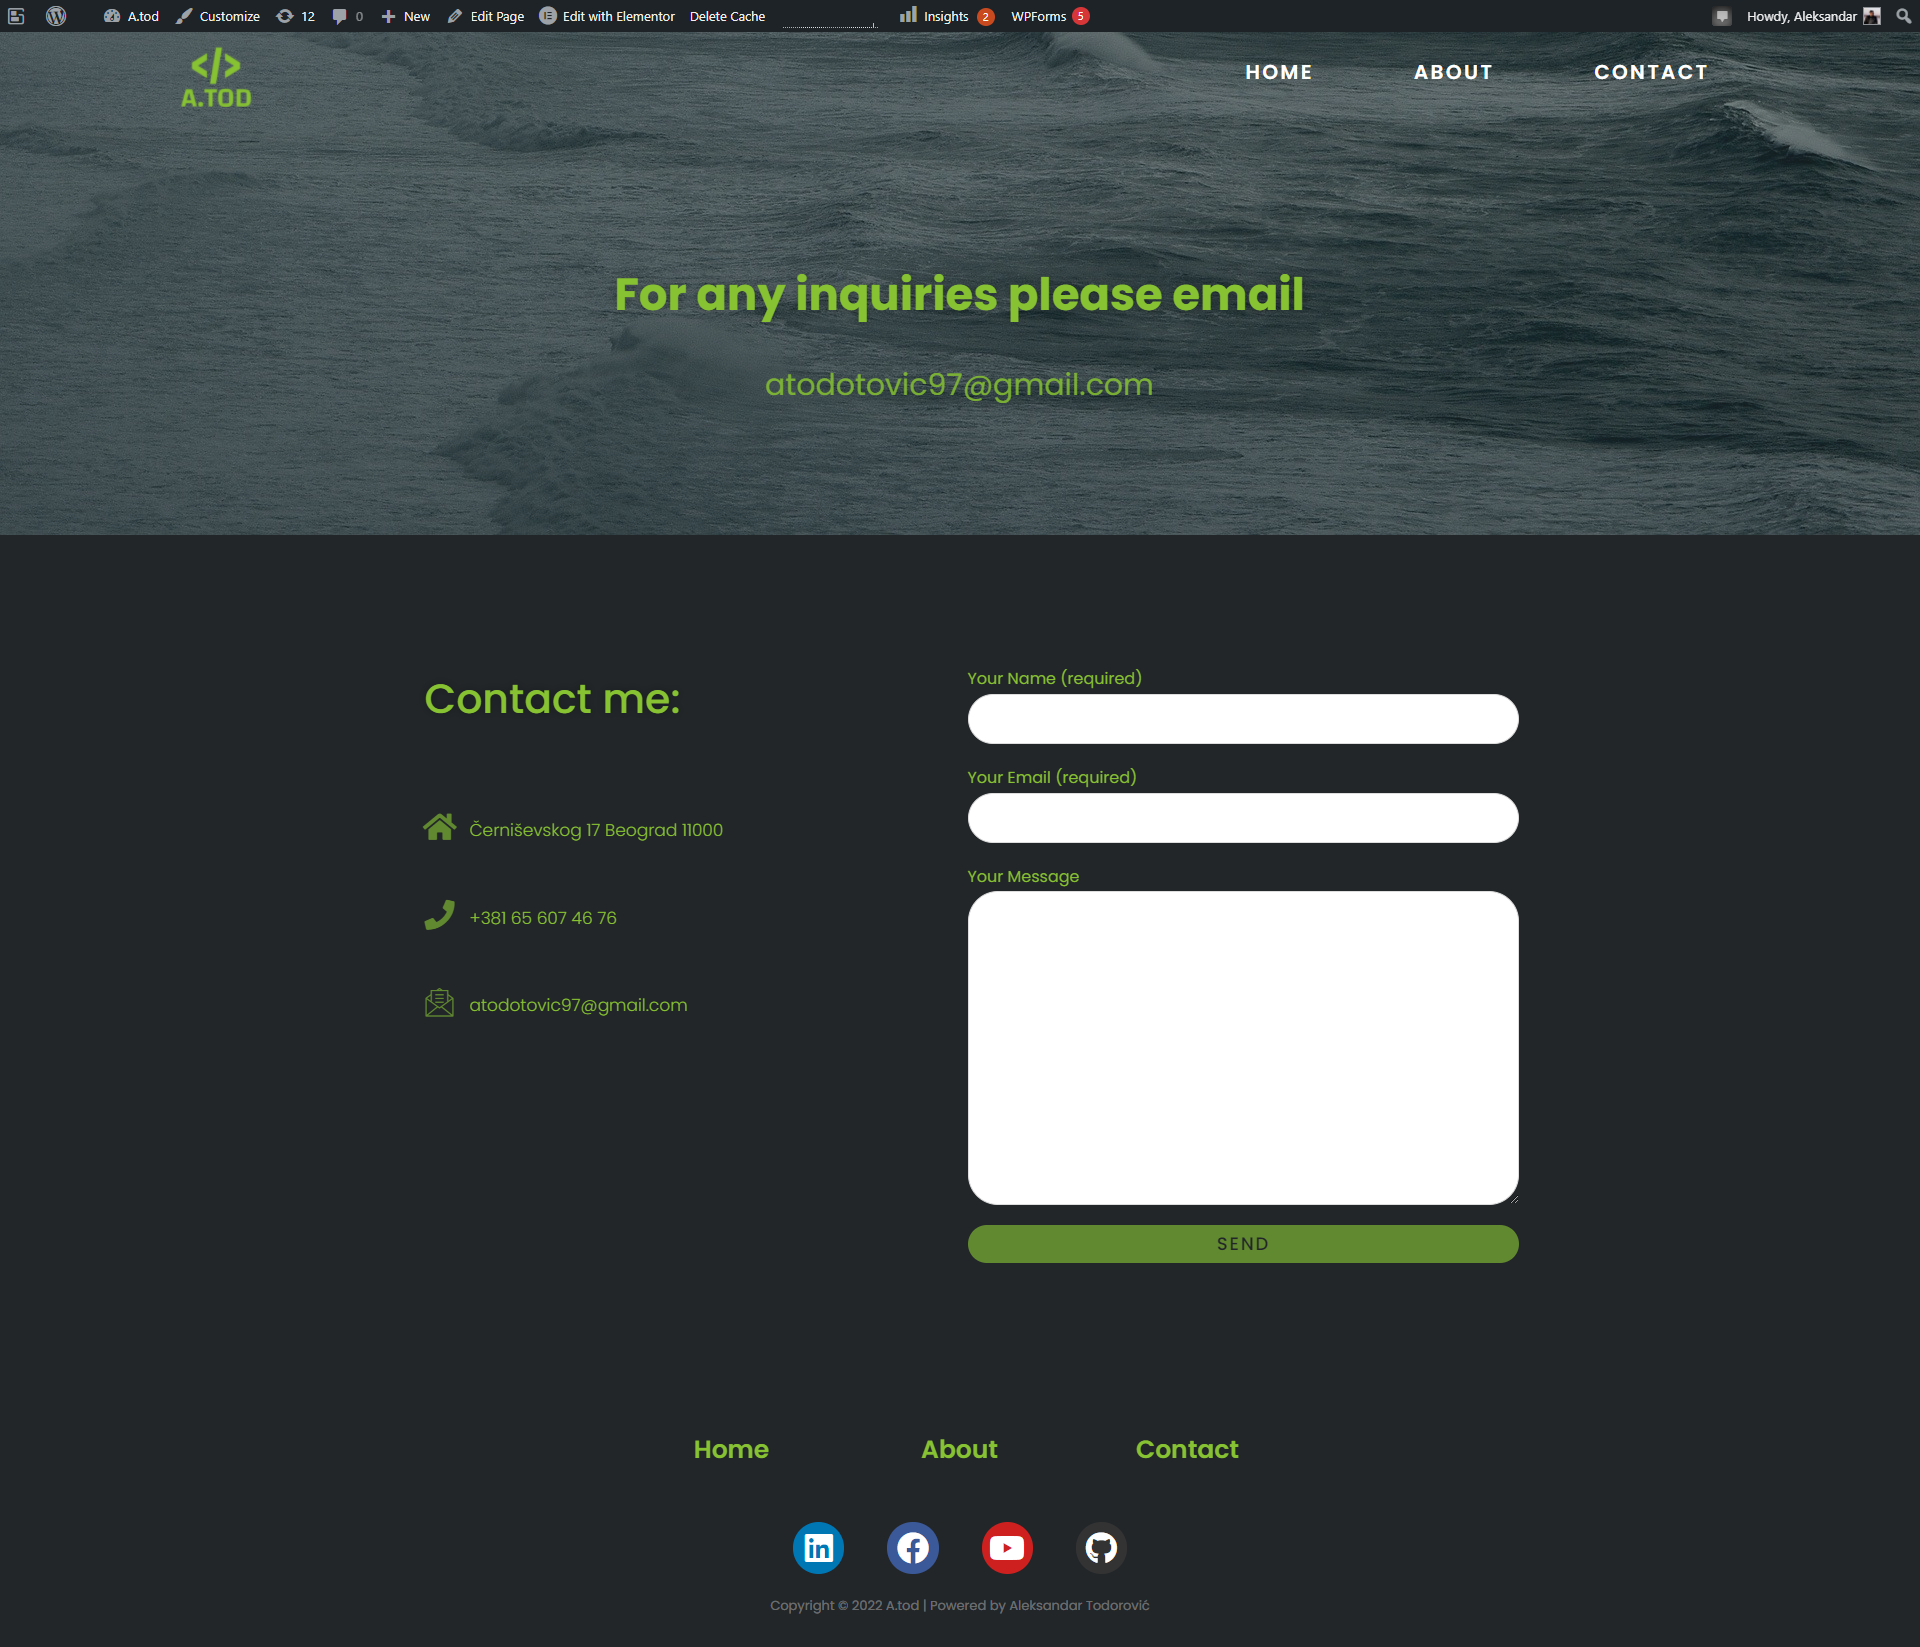 A.tod Customize 12 0 New Edit Page Edit with Elementor Delete Cache Insights 2 WPForms 5 Howdy, Aleksandar
</> A.TOD
HOME ABOUT CONTACT
For any inquiries please email
atodotovic97@gmail.com
Contact me:
Černiševskog 17 Beograd 11000
+381 65 607 46 76
atodotovic97@gmail.com
Your Name (required)
Your Email (required)
Your Message
SEND
Home About Contact
in
Copyright © 2022 A.tod | Powered by Aleksandar Todorović